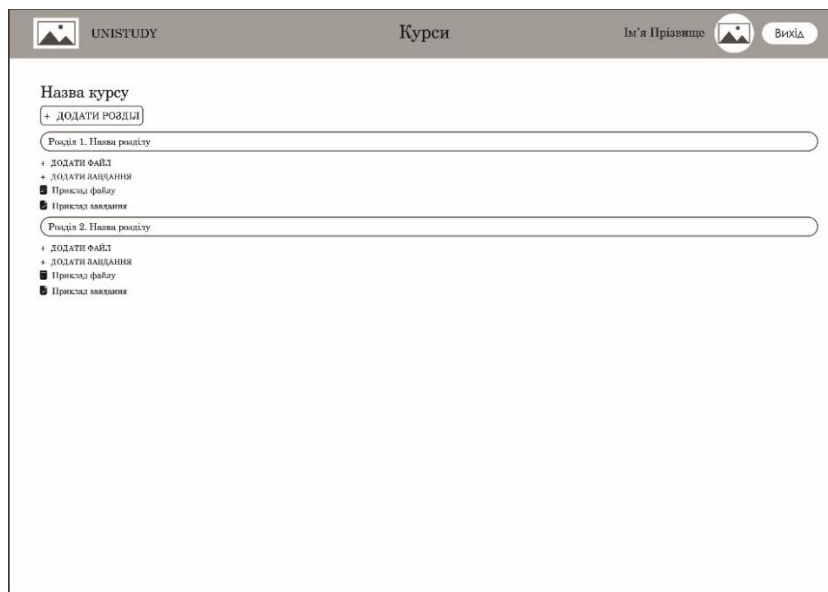 UNISTUDY Курси Ім'я Прізвище Вихід
Назва курсу
+ ДОДАТИ РОЗДІЛ
Розділ 1. Назва розділу
+ ДОДАТИ ФАЙЛ
+ ДОДАТИ ЗАВДАННЯ
Приклад файлу
Приклад завдання
Розділ 2. Назва розділу
+ ДОДАТИ ФАЙЛ
+ ДОДАТИ ЗАВДАННЯ
Приклад файлу
Приклад завдання